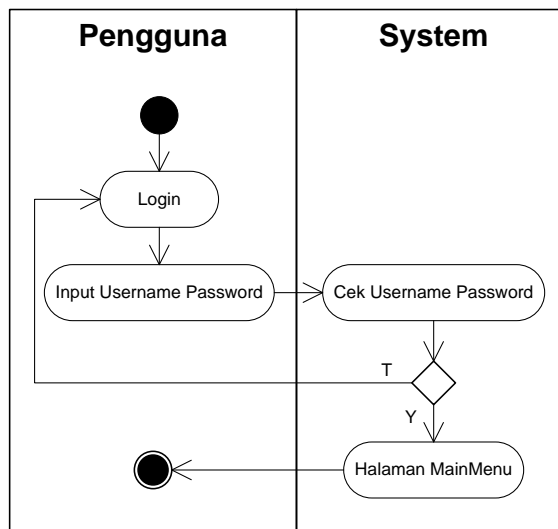 Pengguna
System
Login
Input Username Password
Cek Username Password
T
Y
Halaman MainMenu